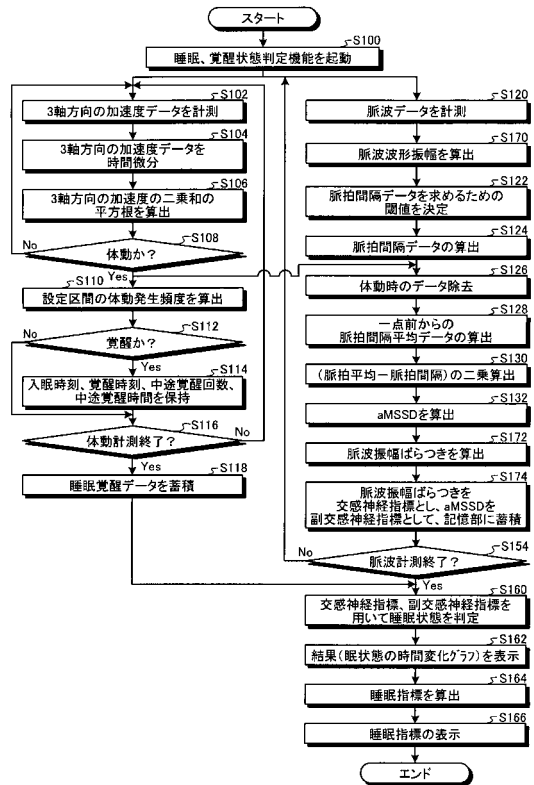 スタート
S100
睡眠、覚醒状態判定機能を起動
S102
3軸方向の加速度データを計測
S104
3軸方向の加速度データを
時間微分
S106
3軸方向の加速度の二乗和の
平方根を算出
S108
No
体動か?
Yes
S110
設定区間の体動発生頻度を算出
S112
No
覚醒か?
Yes
S114
入眠時刻、覚醒時刻、中途覚醒回数、
中途覚醒時間を保持
S116
体動計測終了?
No
Yes
S118
睡眠覚醒データを蓄積
S120
脈波データを計測
S170
脈波波形振幅を算出
S122
脈拍間隔データを求めるための
閾値を決定
S124
脈拍間隔データの算出
S126
体動時のデータ除去
S128
一点前からの
脈拍間隔平均データの算出
S130
(脈拍平均-脈拍間隔)の二乗算出
S132
aMSSDを算出
S172
脈波振幅ばらつきを算出
S174
脈波振幅ばらつきを
交感神経指標とし、aMSSDを
副交感神経指標として、記憶部に蓄積
S154
No
脈波計測終了?
Yes
S160
交感神経指標、副交感神経指標を
用いて睡眠状態を判定
S162
結果(眠状態の時間変化グラフ)を表示
S164
睡眠指標を算出
S166
睡眠指標の表示
エンド